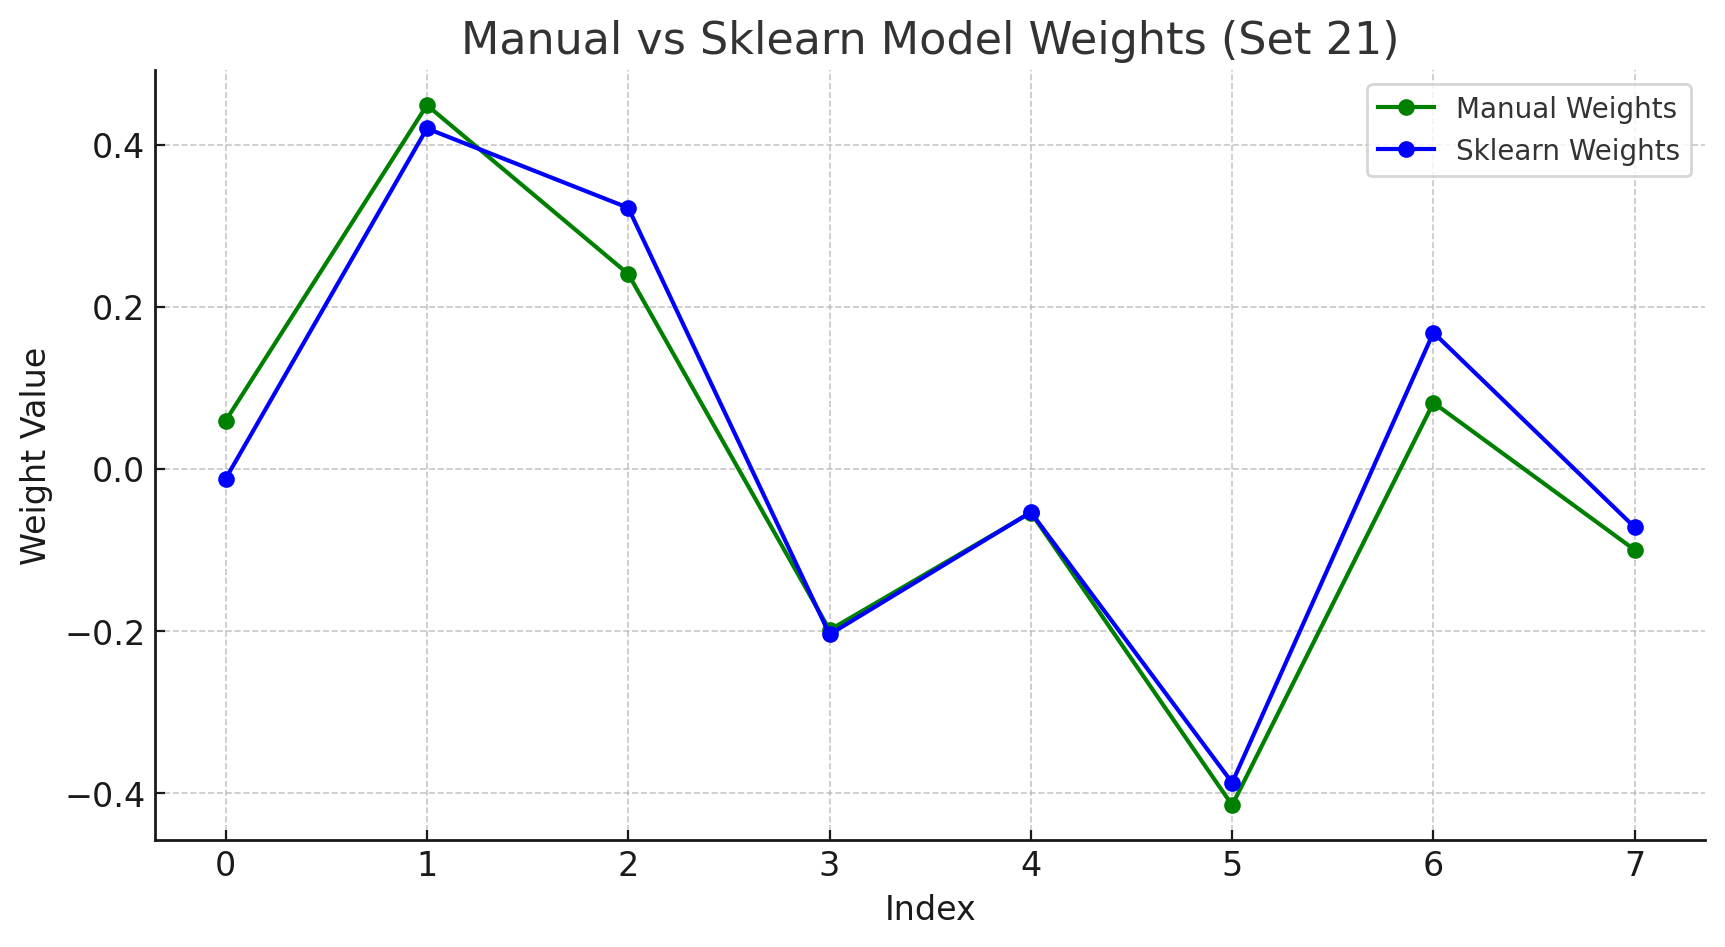 Manual vs Sklearn Model Weights (Set 21)
Manual Weights
Sklearn Weights
Weight Value
0.4
0.2
0.0
−0.2
−0.4
0 1 2 3 4 5 6 7
Index